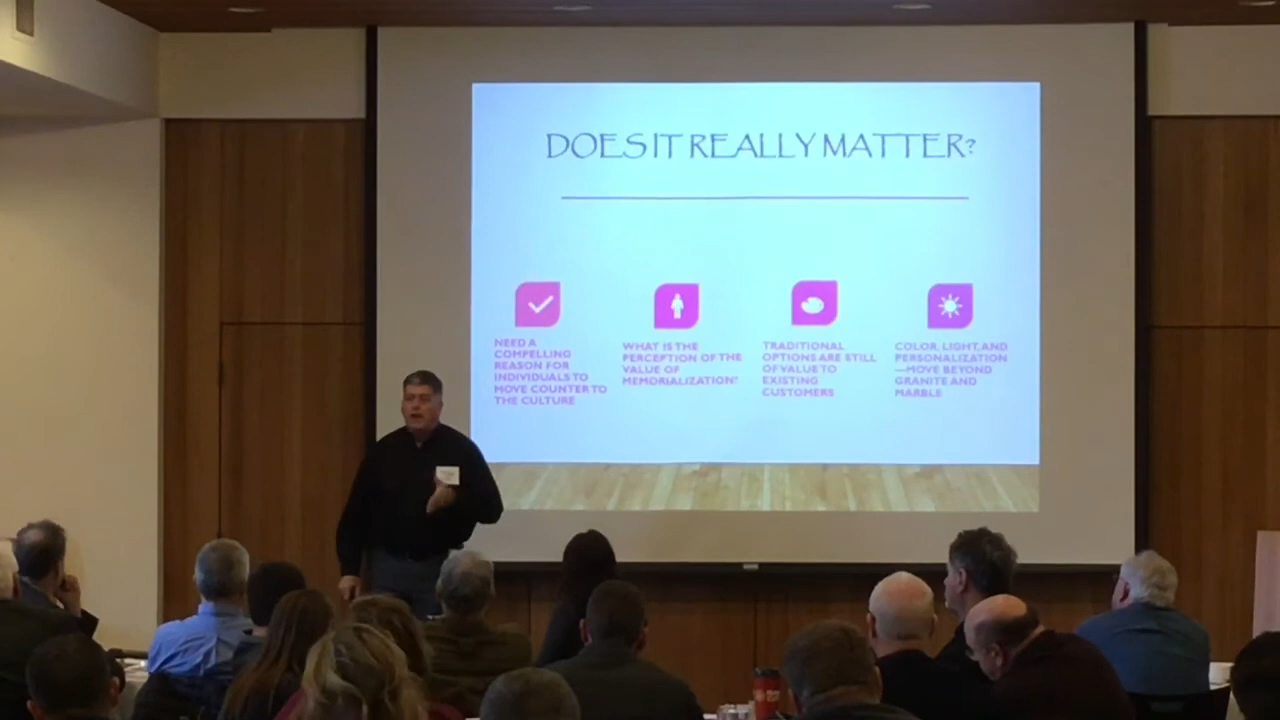 DOES IT REALLY MATTER?
NEED A
COMPELLING
REASON FOR
INDIVIDUALS TO
MOVE COUNTER TO
THE CULTURE
WHAT IS THE
PERCEPTION OF THE
VALUE OF
MEMORIALIZATION?
TRADITIONAL
OPTIONS ARE STILL
OF VALUE TO
EXISTING
CUSTOMERS
COLOR, LIGHT, AND
PERSONALIZATION
—MOVE BEYOND
GRANITE AND
MARBLE